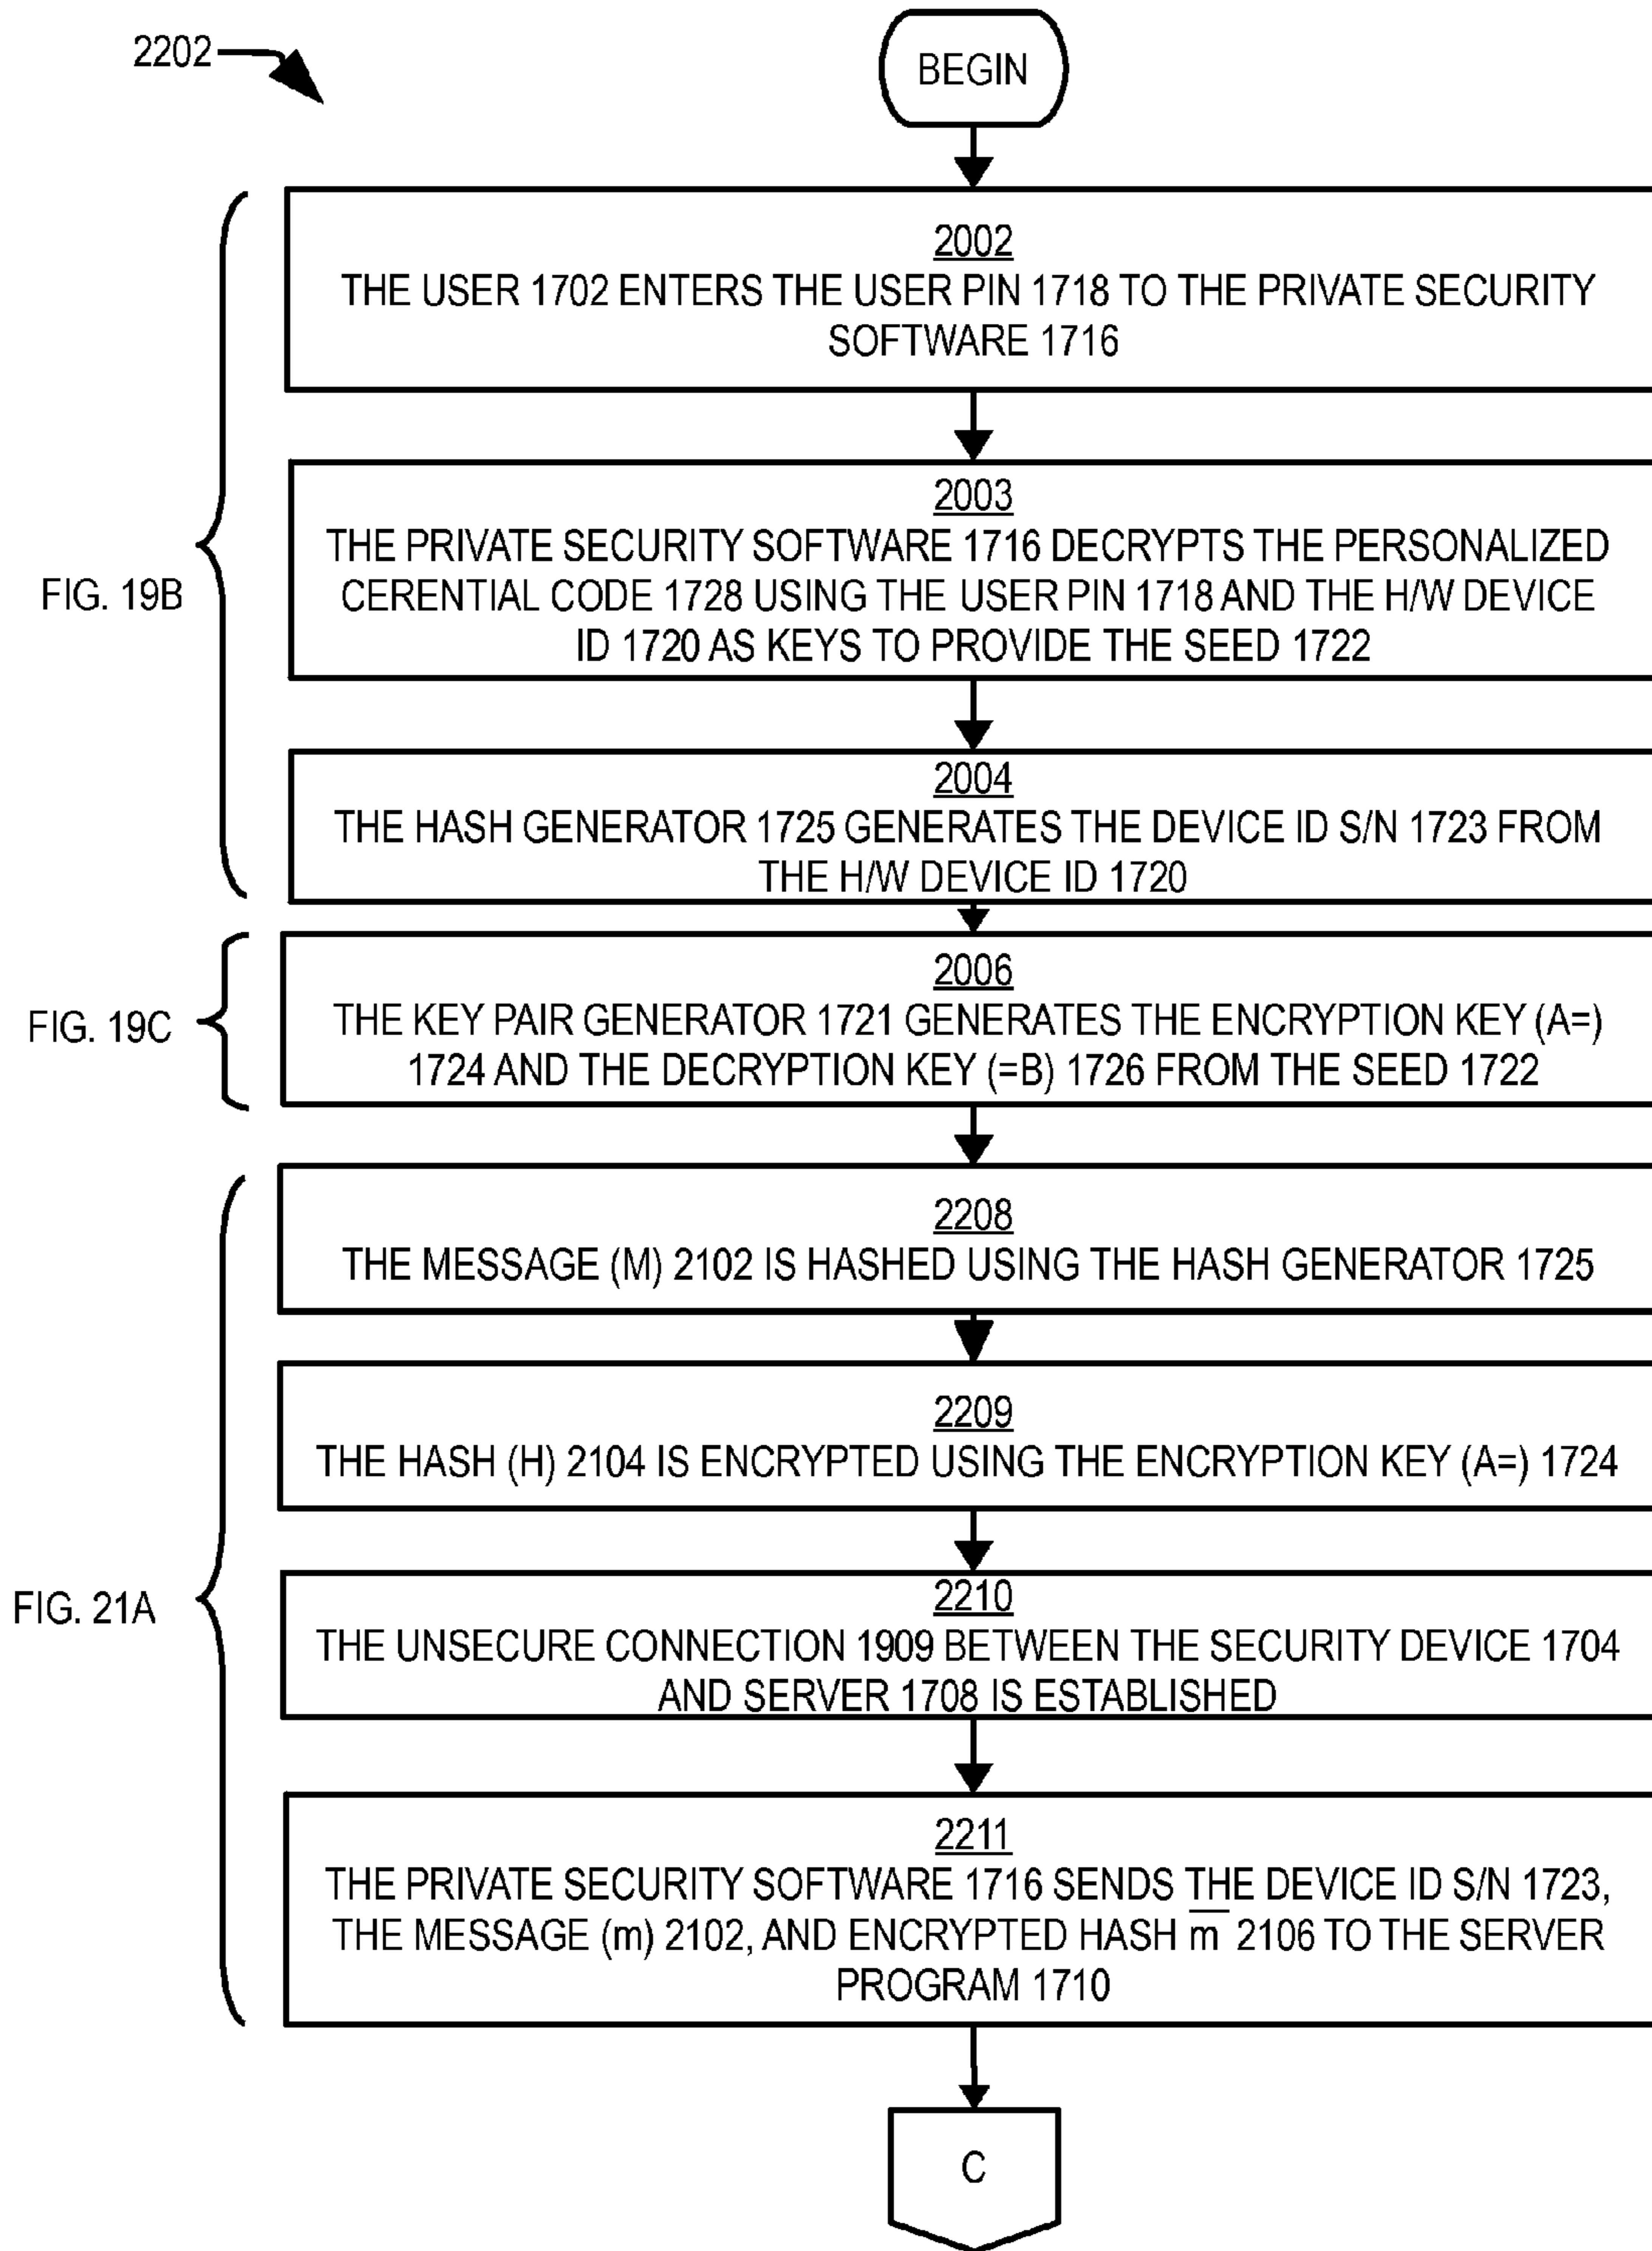 2202
BEGIN
2002
THE USER 1702 ENTERS THE USER PIN 1718 TO THE PRIVATE SECURITY
SOFTWARE 1716
2003
THE PRIVATE SECURITY SOFTWARE 1716 DECRYPTS THE PERSONALIZED
CERENTIAL CODE 1728 USING THE USER PIN 1718 AND THE H/W DEVICE
ID 1720 AS KEYS TO PROVIDE THE SEED 1722
FIG. 19B
2004
THE HASH GENERATOR 1725 GENERATES THE DEVICE ID S/N 1723 FROM
THE H/W DEVICE ID 1720
2006
THE KEY PAIR GENERATOR 1721 GENERATES THE ENCRYPTION KEY (A=)
1724 AND THE DECRYPTION KEY (=B) 1726 FROM THE SEED 1722
FIG. 19C
2208
THE MESSAGE (M) 2102 IS HASHED USING THE HASH GENERATOR 1725
2209
THE HASH (H) 2104 IS ENCRYPTED USING THE ENCRYPTION KEY (A=) 1724
2210
THE UNSECURE CONNECTION 1909 BETWEEN THE SECURITY DEVICE 1704
AND SERVER 1708 IS ESTABLISHED
FIG. 21A
2211
THE PRIVATE SECURITY SOFTWARE 1716 SENDS THE DEVICE ID S/N 1723,
THE MESSAGE (m) 2102, AND ENCRYPTED HASH m̅ 2106 TO THE SERVER
PROGRAM 1710
C